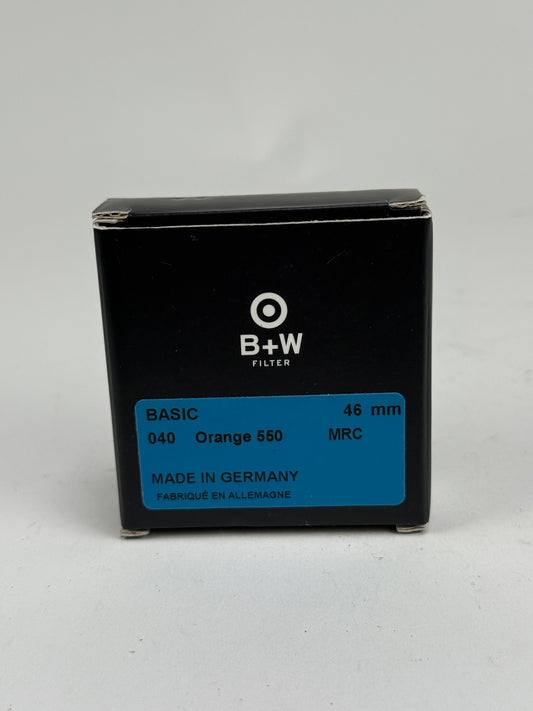 B+W
FILTER
BASIC 46 mm
040 Orange 550 MRC
MADE IN GERMANY
FABRIQUÉ EN ALLEMAGNE